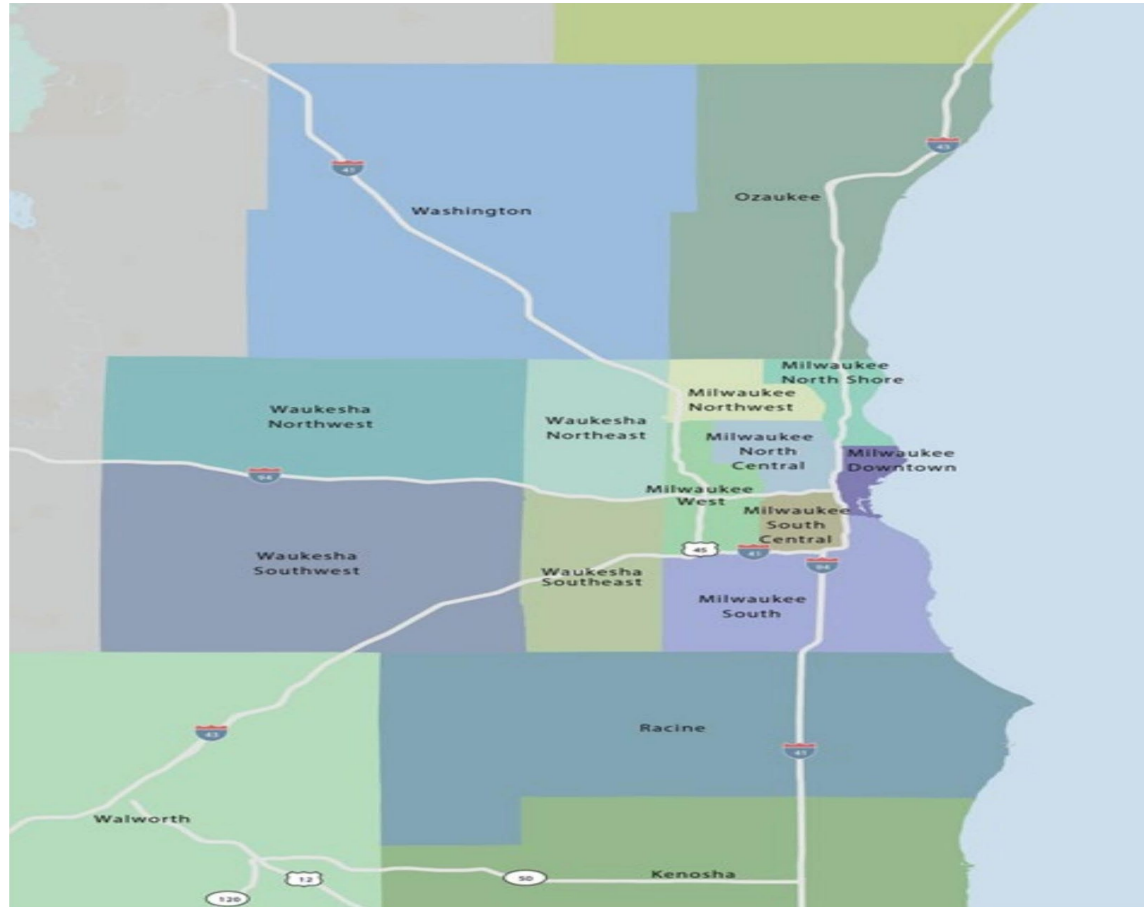 43
41
Ozaukee
Washington
Milwaukee
North Shore
Milwaukee
Northwest
Waukesha
Northwest
Waukesha
Northeast
Milwaukee
North
Central
Milwaukee
Downtown
94
Milwaukee
West
Milwaukee
South
Central
45
Waukesha
Southwest
Waukesha
Southeast
94
Milwaukee
South
Racine
43
41
Walworth
Kenosha
12
50
120